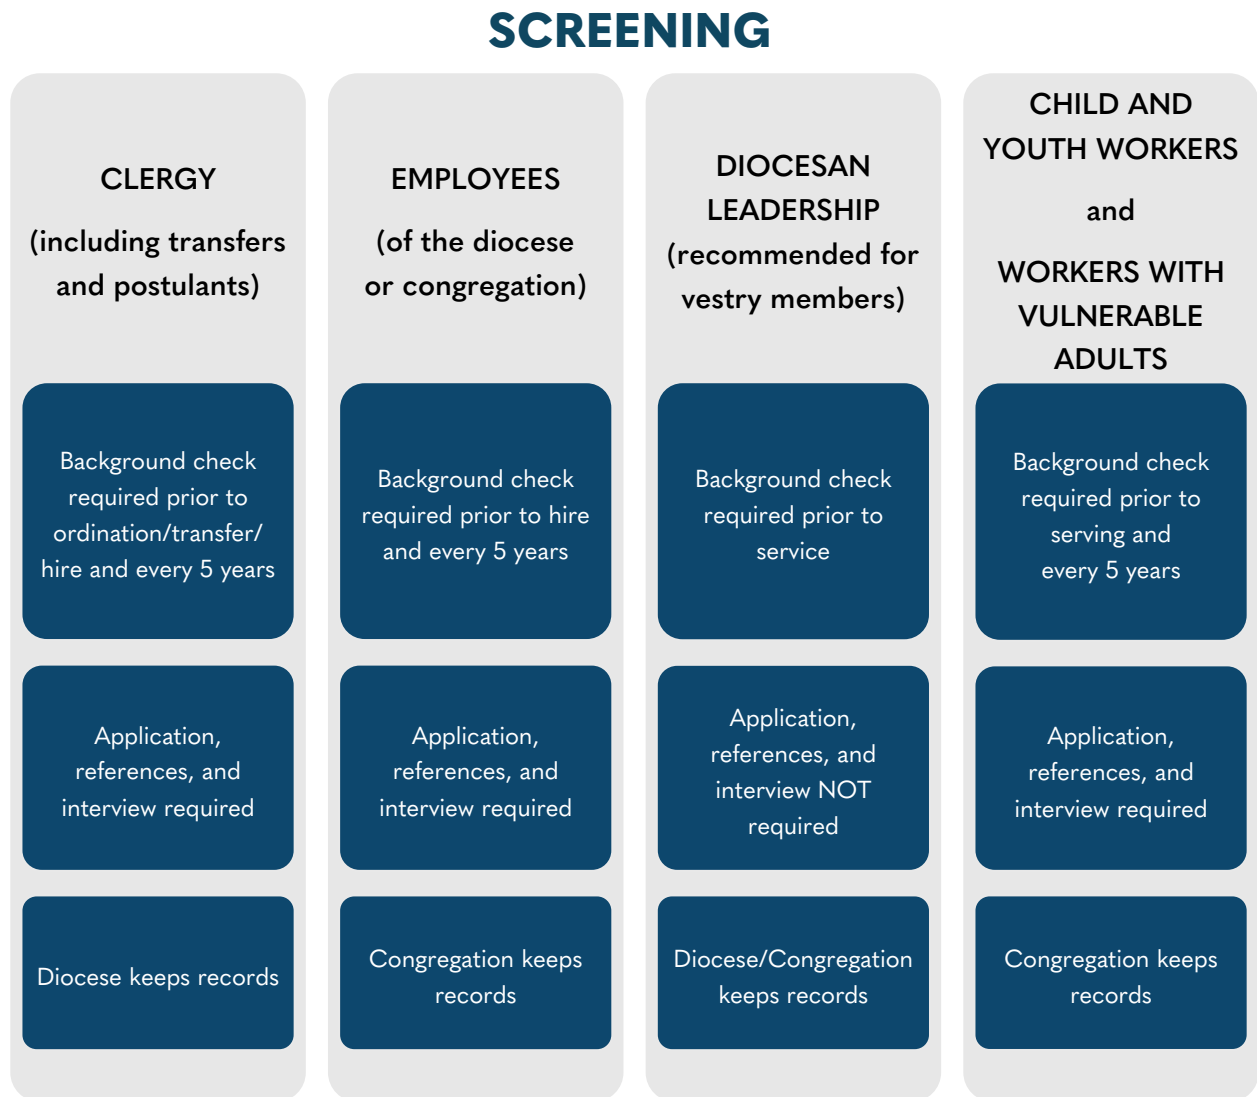 SCREENING
CLERGY
(including transfers
and postulants)
Background check
required prior to
ordination/transfer/
hire and every 5 years
Application,
references, and
interview required
Diocese keeps records
EMPLOYEES
(of the diocese
or congregation)
Background check
required prior to hire
and every 5 years
Application,
references, and
interview required
Congregation keeps
records
DIOCESAN
LEADERSHIP
(recommended for
vestry members)
Background check
required prior to
service
Application,
references, and
interview NOT
required
Diocese/Congregation
keeps records
CHILD AND
YOUTH WORKERS
and
WORKERS WITH
VULNERABLE
ADULTS
Background check
required prior to
serving and
every 5 years
Application,
references, and
interview required
Congregation keeps
records